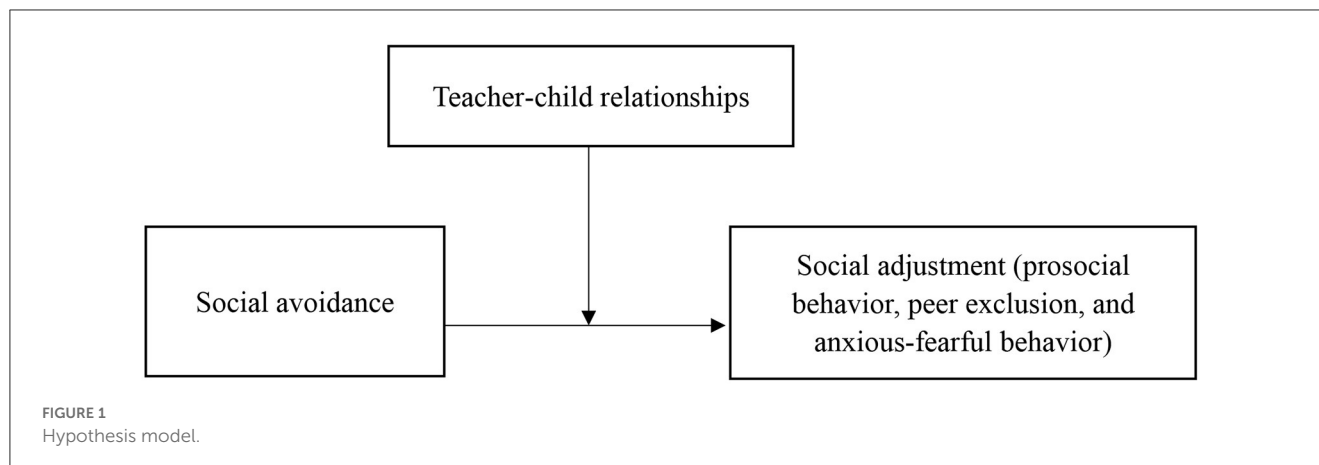 Teacher-child relationships
Social avoidance
Social adjustment (prosocial
behavior, peer exclusion, and
anxious-fearful behavior)
FIGURE 1
Hypothesis model.